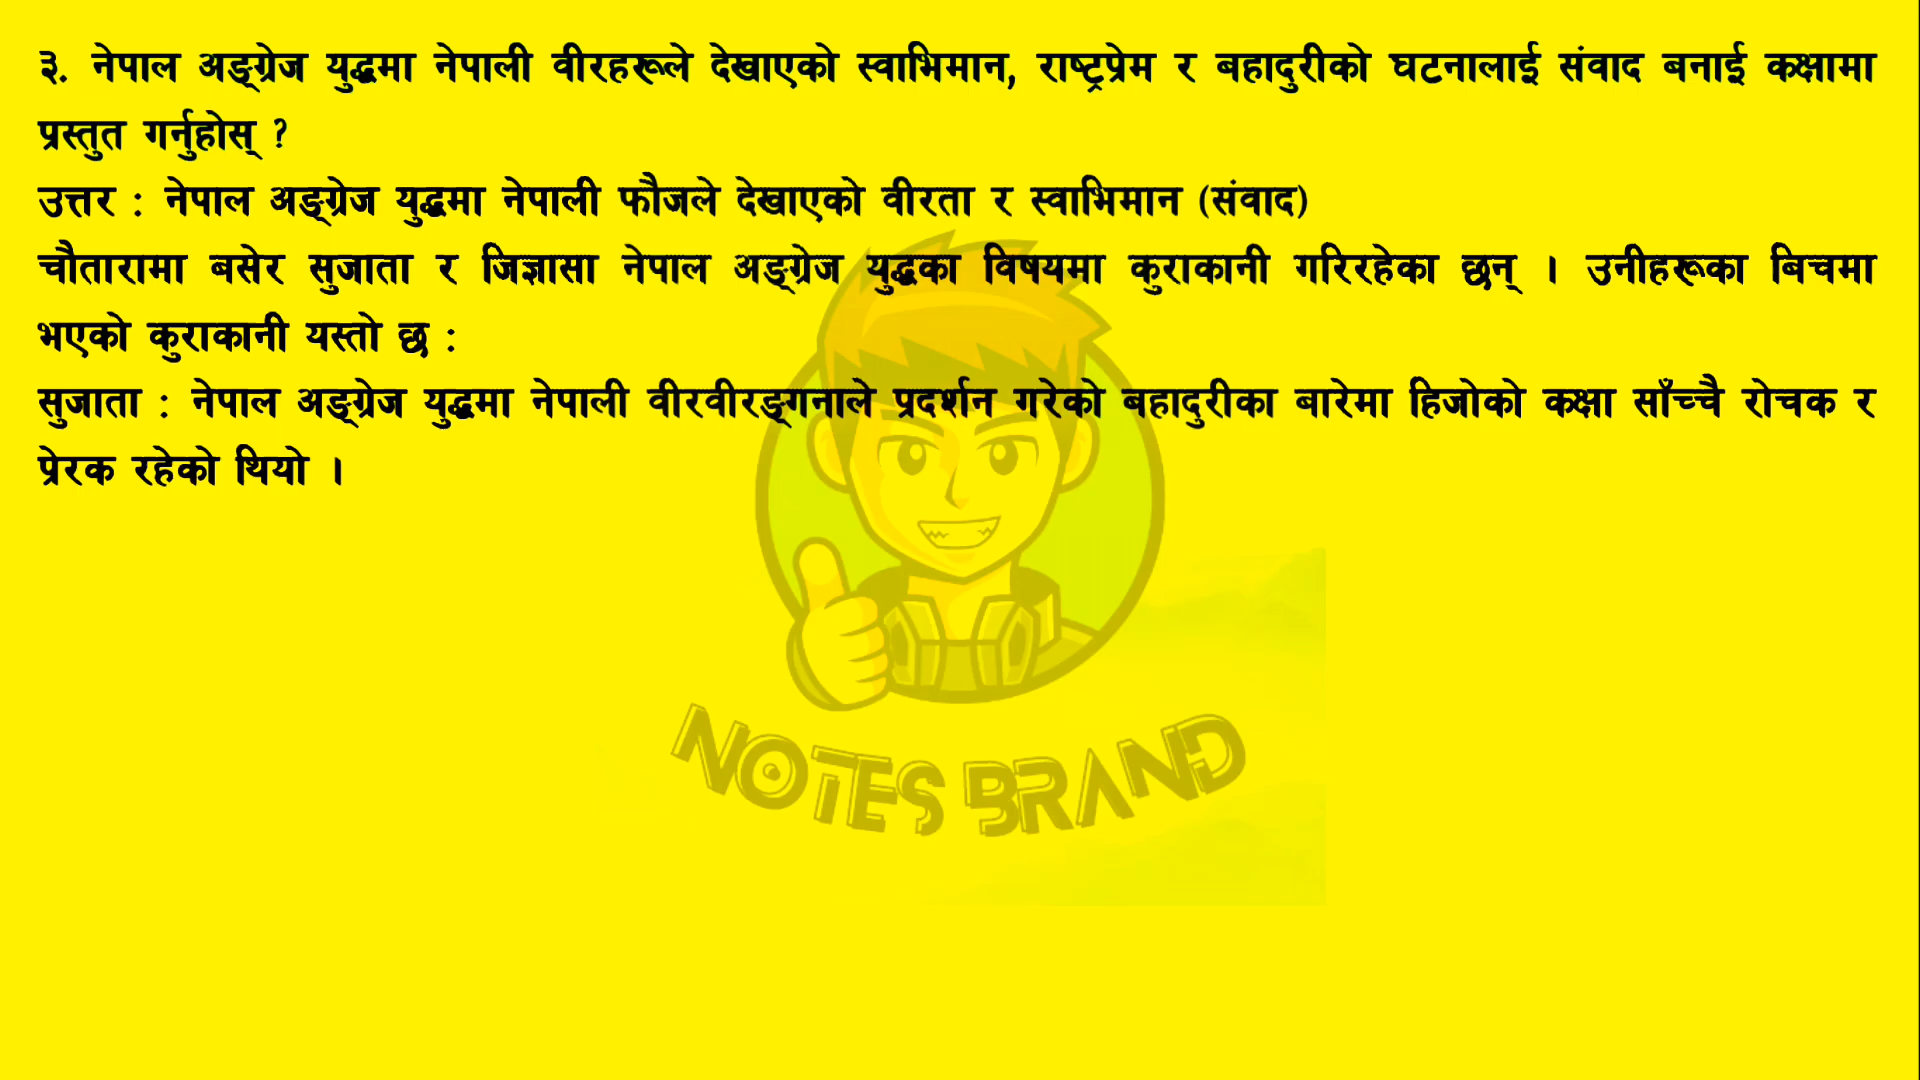 ३. नेपाल अङ्ग्रेज युद्धमा नेपाली वीरहरूले देखाएको स्वाभिमान, राष्ट्रप्रेम र बहादुरीको घटनालाई संवाद बनाई कक्षामा
प्रस्तुत गर्नुहोस् ?
उत्तर : नेपाल अङ्ग्रेज युद्धमा नेपाली फौजले देखाएको वीरता र स्वाभिमान (संवाद)
चौतारामा बसेर सुजाता र जिज्ञासा नेपाल अङ्ग्रेज युद्धका विषयमा कुराकानी गरिरहेका छन् । उनीहरूका बिचमा
भएको कुराकानी यस्तो छ :
सुजाता : नेपाल अङ्ग्रेज युद्धमा नेपाली वीरवीरङ्गनाले प्रदर्शन गरेको बहादुरीका बारेमा हिजोको कक्षा साँच्चै रोचक र
प्रेरक रहेको थियो ।
NOTES BRAND